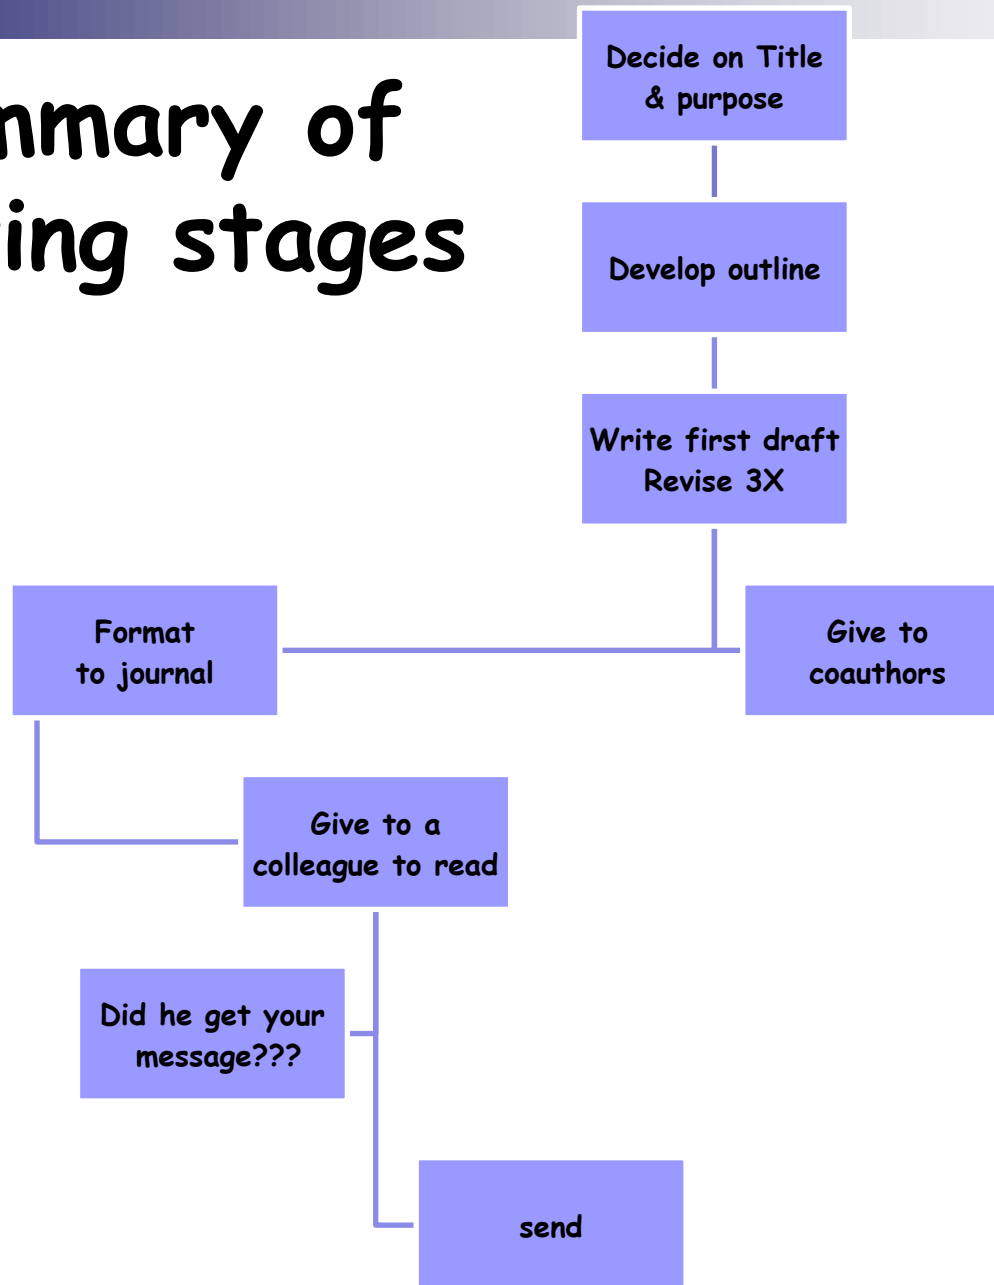 mmary of
ing stages
Decide on Title
& purpose
Develop outline
Write first draft
Revise 3X
Format
to journal
Give to
coauthors
Give to a
colleague to read
Did he get your
message???
send